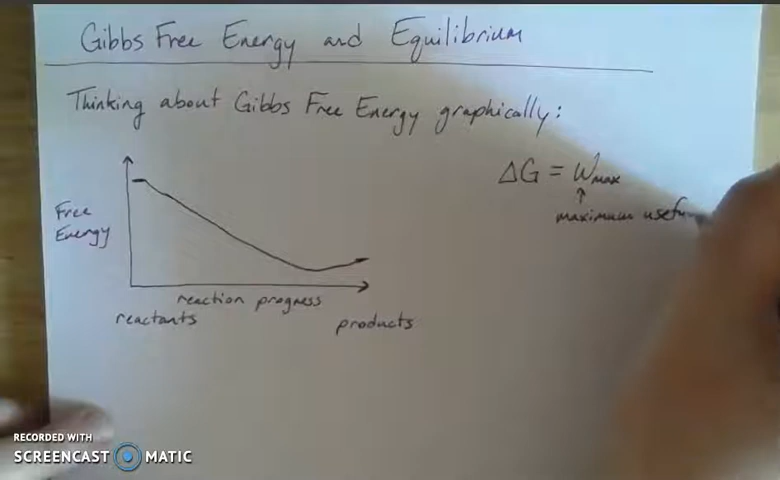 Gibbs Free Energy and Equilibrium
Thinking about Gibbs Free Energy graphically:
ΔG = Wmax
↑
maximum usefu
Free
Energy
reaction progress
reactants
products
RECORDED WITH
SCREENCAST MATIC